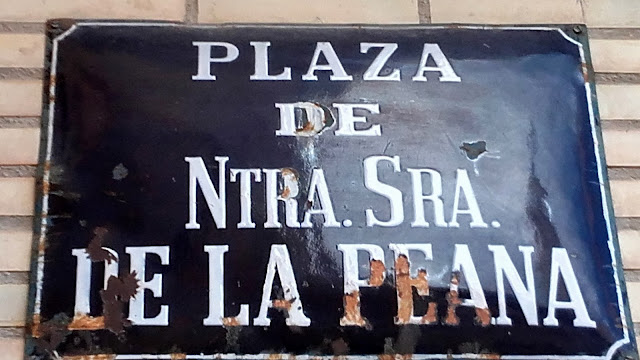 PLAZA
DE
NTRA. SRA.
DE LA PEANA